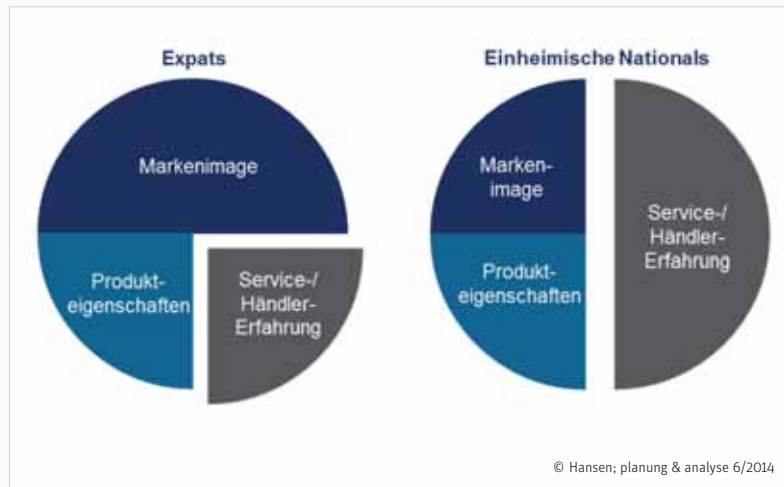 Expats
Markenimage
Produkt-
eigenschaften
Service-/
Händler-
Erfahrung
Einheimische Nationals
Marken-
image
Produkt-
eigenschaften
Service-/
Händler-
Erfahrung
© Hansen; planung & analyse 6/2014